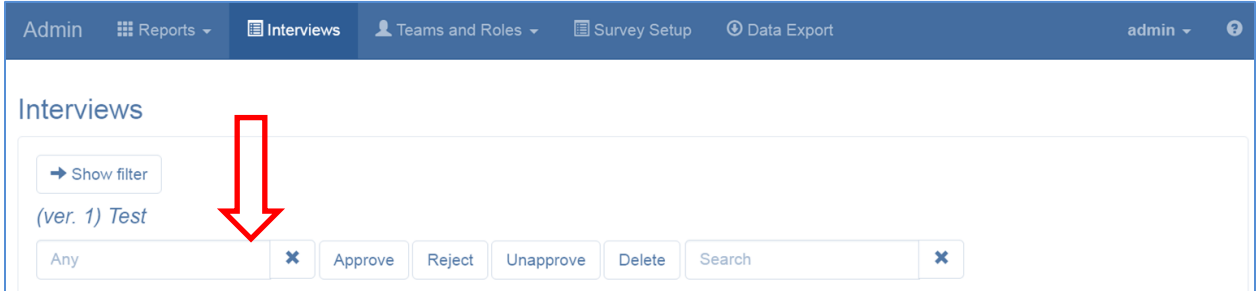 Admin Reports Interviews Teams and Roles Survey Setup Data Export admin
Interviews
Show filter
(ver. 1) Test
Any Approve Reject Unapprove Delete Search